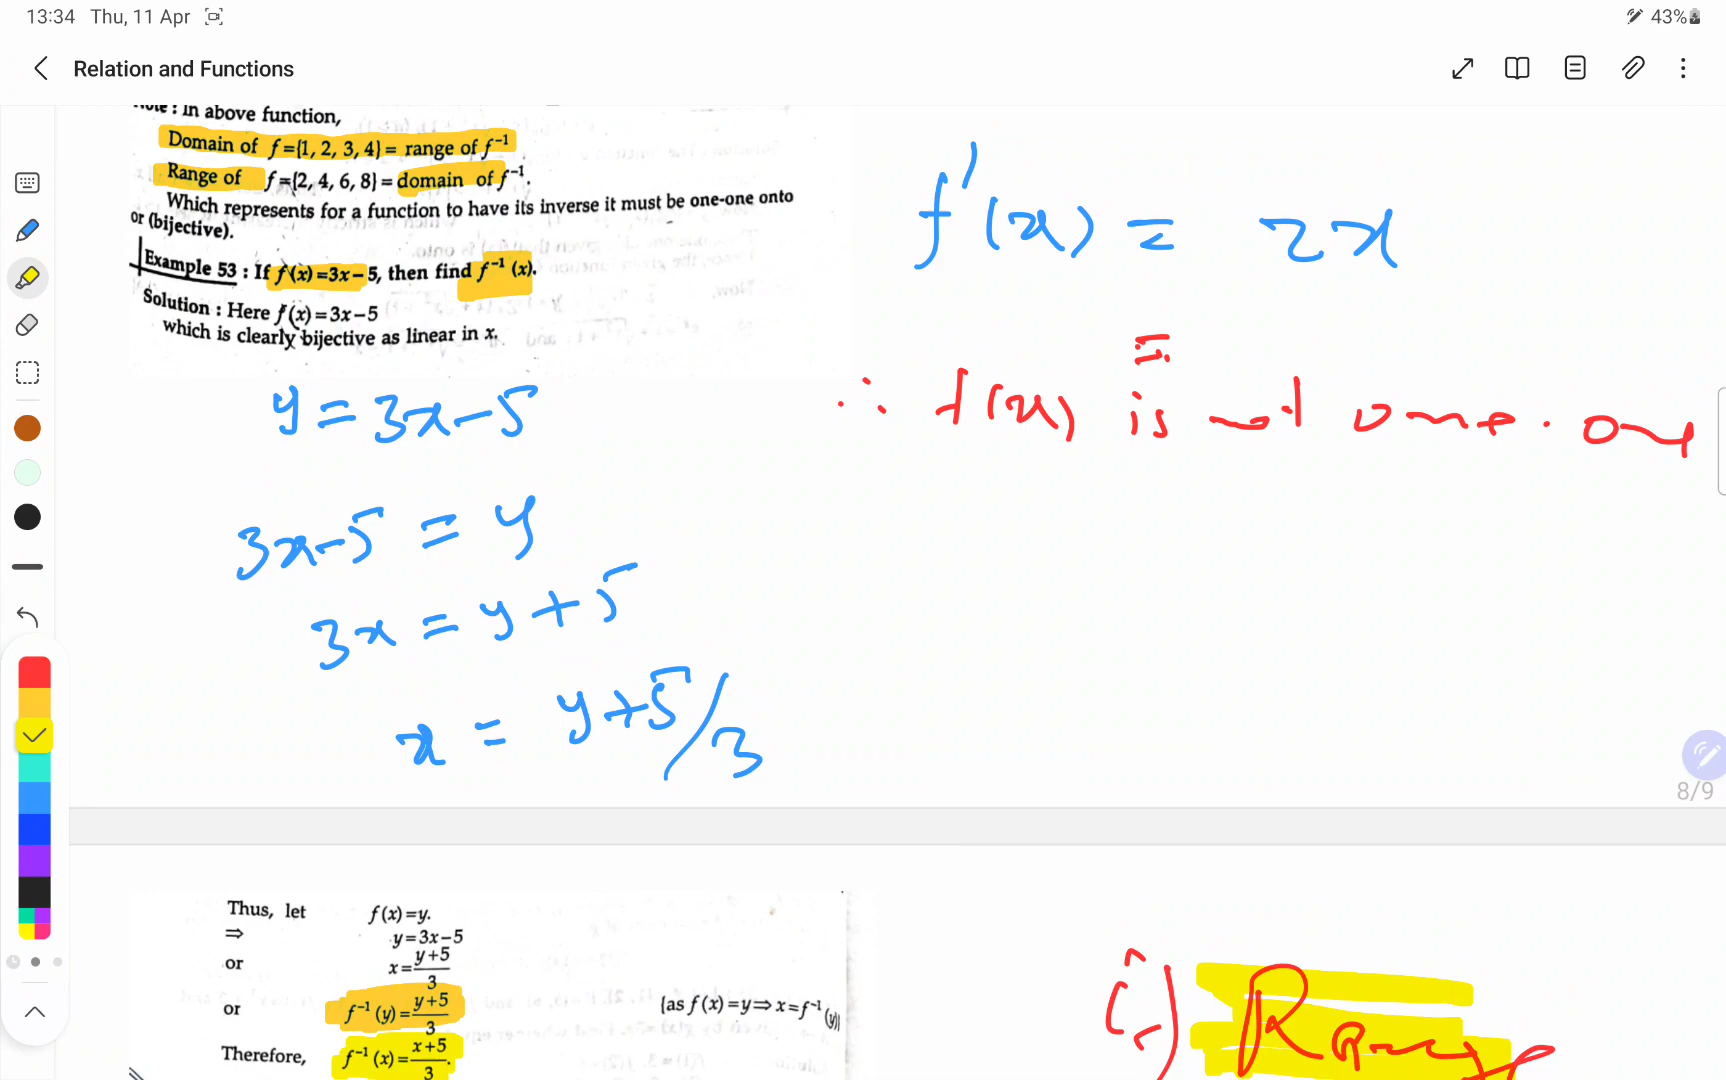 13:34 Thu, 11 Apr
43%
Relation and Functions
Note : In above function,
Domain of f={1, 2, 3, 4}= range of f⁻¹
Range of f={2, 4, 6, 8}= domain of f⁻¹.
Which represents for a function to have its inverse it must be one-one onto
or (bijective).
Example 53 : If f(x)=3x−5, then find f⁻¹ (x).
Solution : Here f(x)=3x−5
which is clearly bijective as linear in x.
y=3x-5
3x-5 = y
3x = y+5
x = y+5/3
f'(x) = 2x
=
∴ f(x) is not one-one
8/9
Thus, let f(x)=y.
⇒ y=3x−5
or x=(y+5)/3
or f⁻¹ (y)=(y+5)/3 {as f(x)=y⇒x=f⁻¹(y)}
Therefore, f⁻¹ (x)=(x+5)/3.
(i) Range